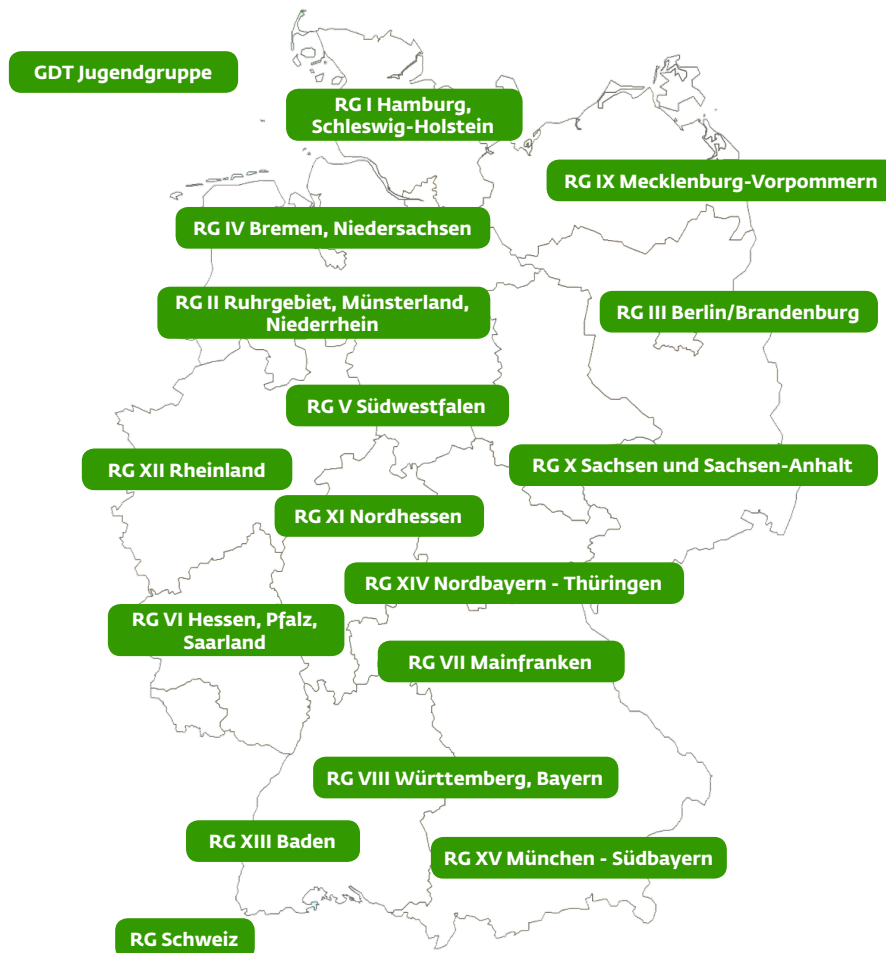 GDT Jugendgruppe
RG I Hamburg,
Schleswig-Holstein
RG IX Mecklenburg-Vorpommern
RG IV Bremen, Niedersachsen
RG II Ruhrgebiet, Münsterland,
Niederrhein
RG III Berlin/Brandenburg
RG V Südwestfalen
RG XII Rheinland
RG X Sachsen und Sachsen-Anhalt
RG XI Nordhessen
RG XIV Nordbayern - Thüringen
RG VI Hessen, Pfalz,
Saarland
RG VII Mainfranken
RG VIII Württemberg, Bayern
RG XIII Baden
RG XV München - Südbayern
RG Schweiz